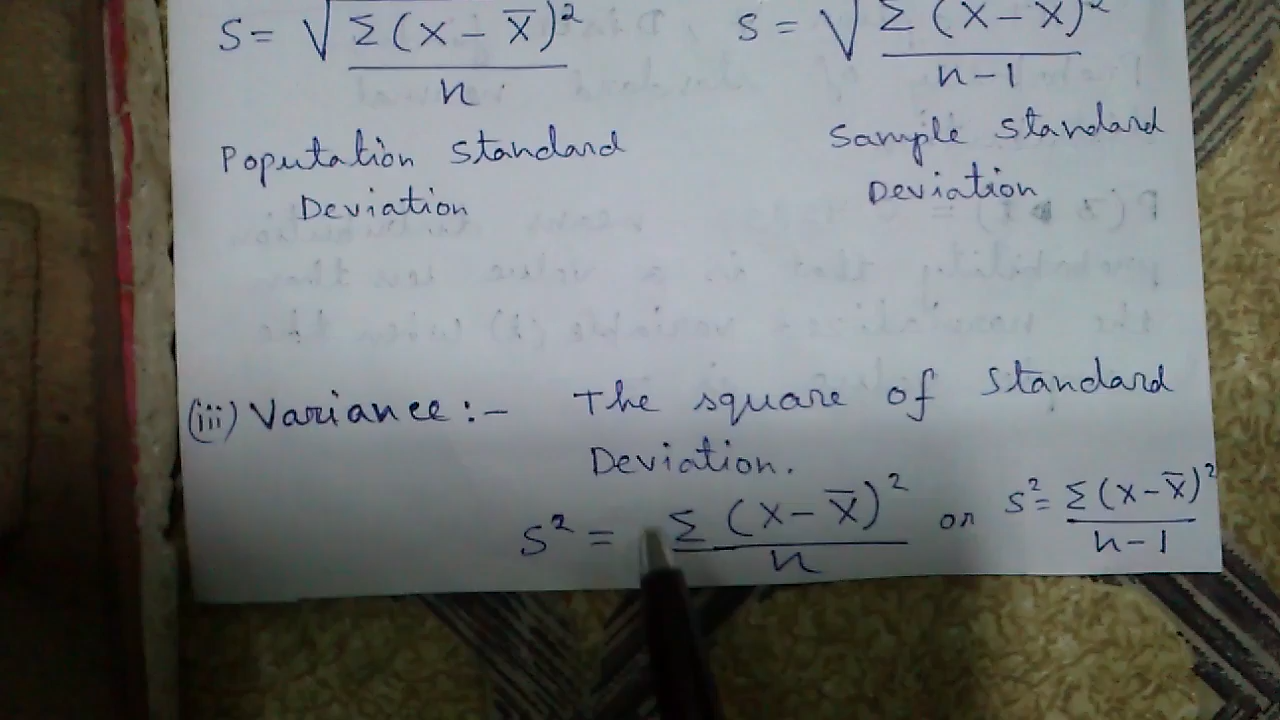 S = √Σ(X – X̄)² / n
S = √Σ(X – X)² / n – 1
Population Standard
Deviation
Sample Standard
Deviation
(iii) Variance :– The square of Standard
Deviation.
S² = Σ(X – X̄)² / n or S² = Σ(X – X̄)² / n – 1